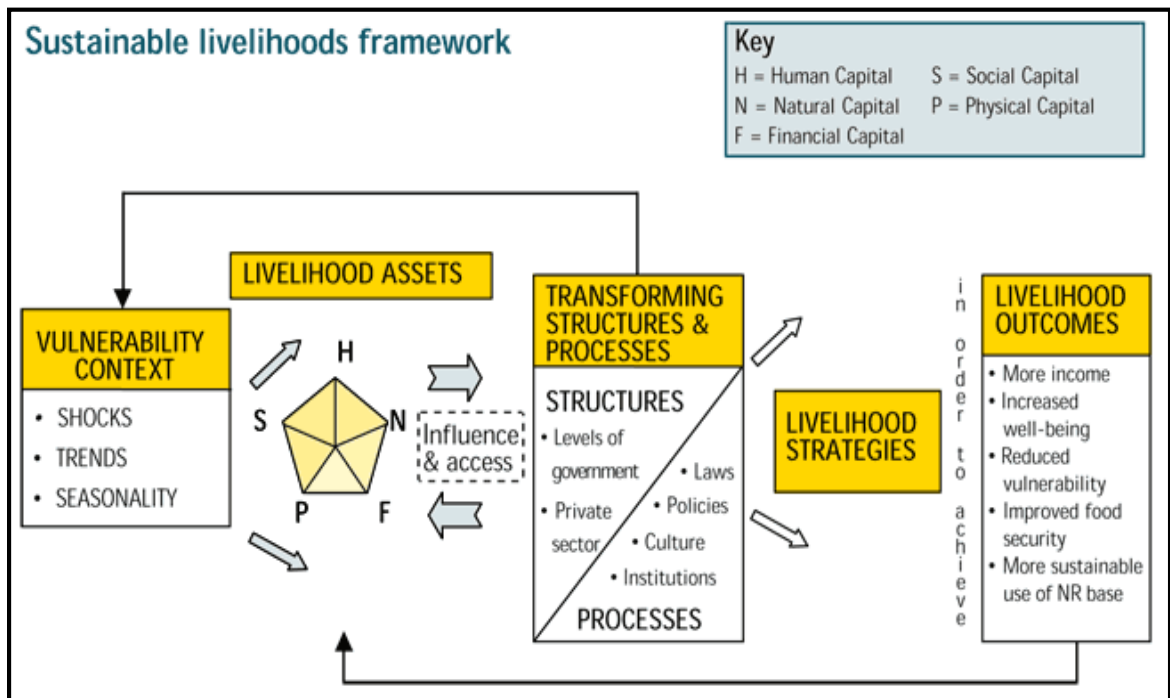 Sustainable livelihoods framework
Key
H = Human Capital S = Social Capital
N = Natural Capital P = Physical Capital
F = Financial Capital
LIVELIHOOD ASSETS
VULNERABILITY
CONTEXT
• SHOCKS
• TRENDS
• SEASONALITY
H
S
N
P
F
Influence
& access
TRANSFORMING
STRUCTURES &
PROCESSES
STRUCTURES
• Levels of
government
• Private
sector
• Laws
• Policies
• Culture
• Institutions
PROCESSES
LIVELIHOOD
STRATEGIES
in order to achieve
LIVELIHOOD
OUTCOMES
• More income
• Increased
well-being
• Reduced
vulnerability
• Improved food
security
• More sustainable
use of NR base